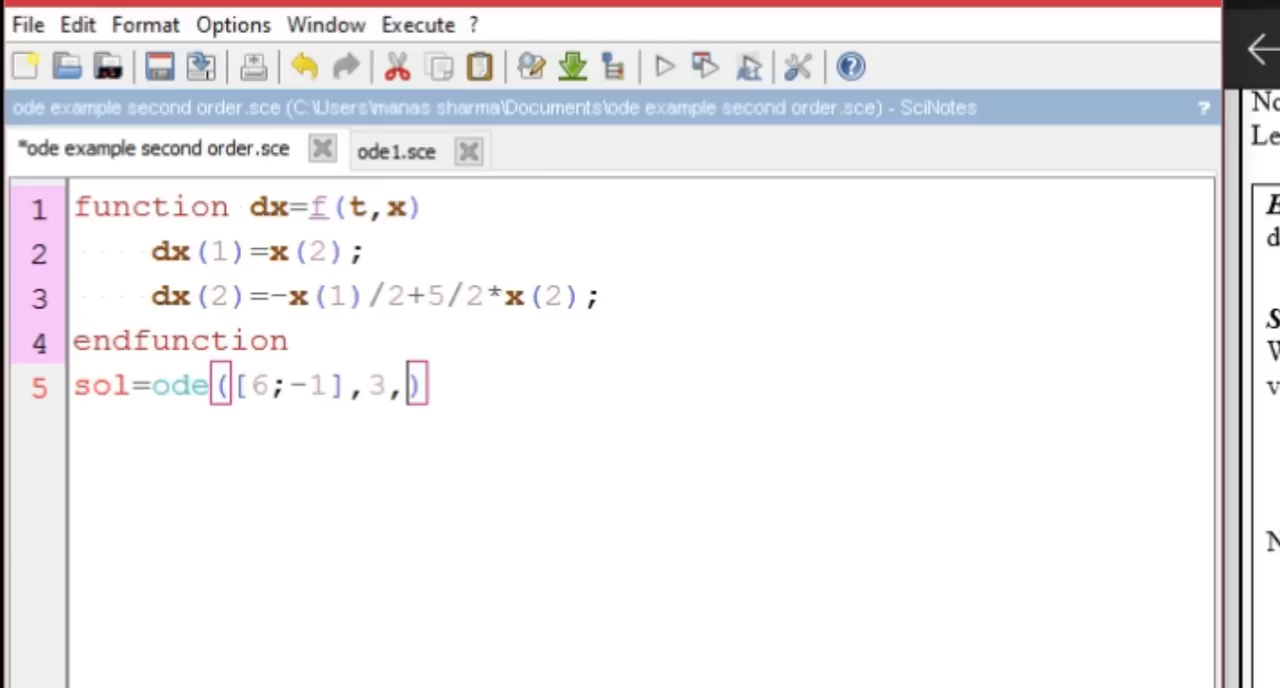 File Edit Format Options Window Execute ?
ode example second order.sce (C:\Users\manas sharma\Documents\ode example second order.sce) - SciNotes ?
*ode example second order.sce ode1.sce
1 function dx=f(t,x)
2 dx(1)=x(2);
3 dx(2)=-x(1)/2+5/2*x(2);
4 endfunction
5 sol=ode([6;-1],3,)